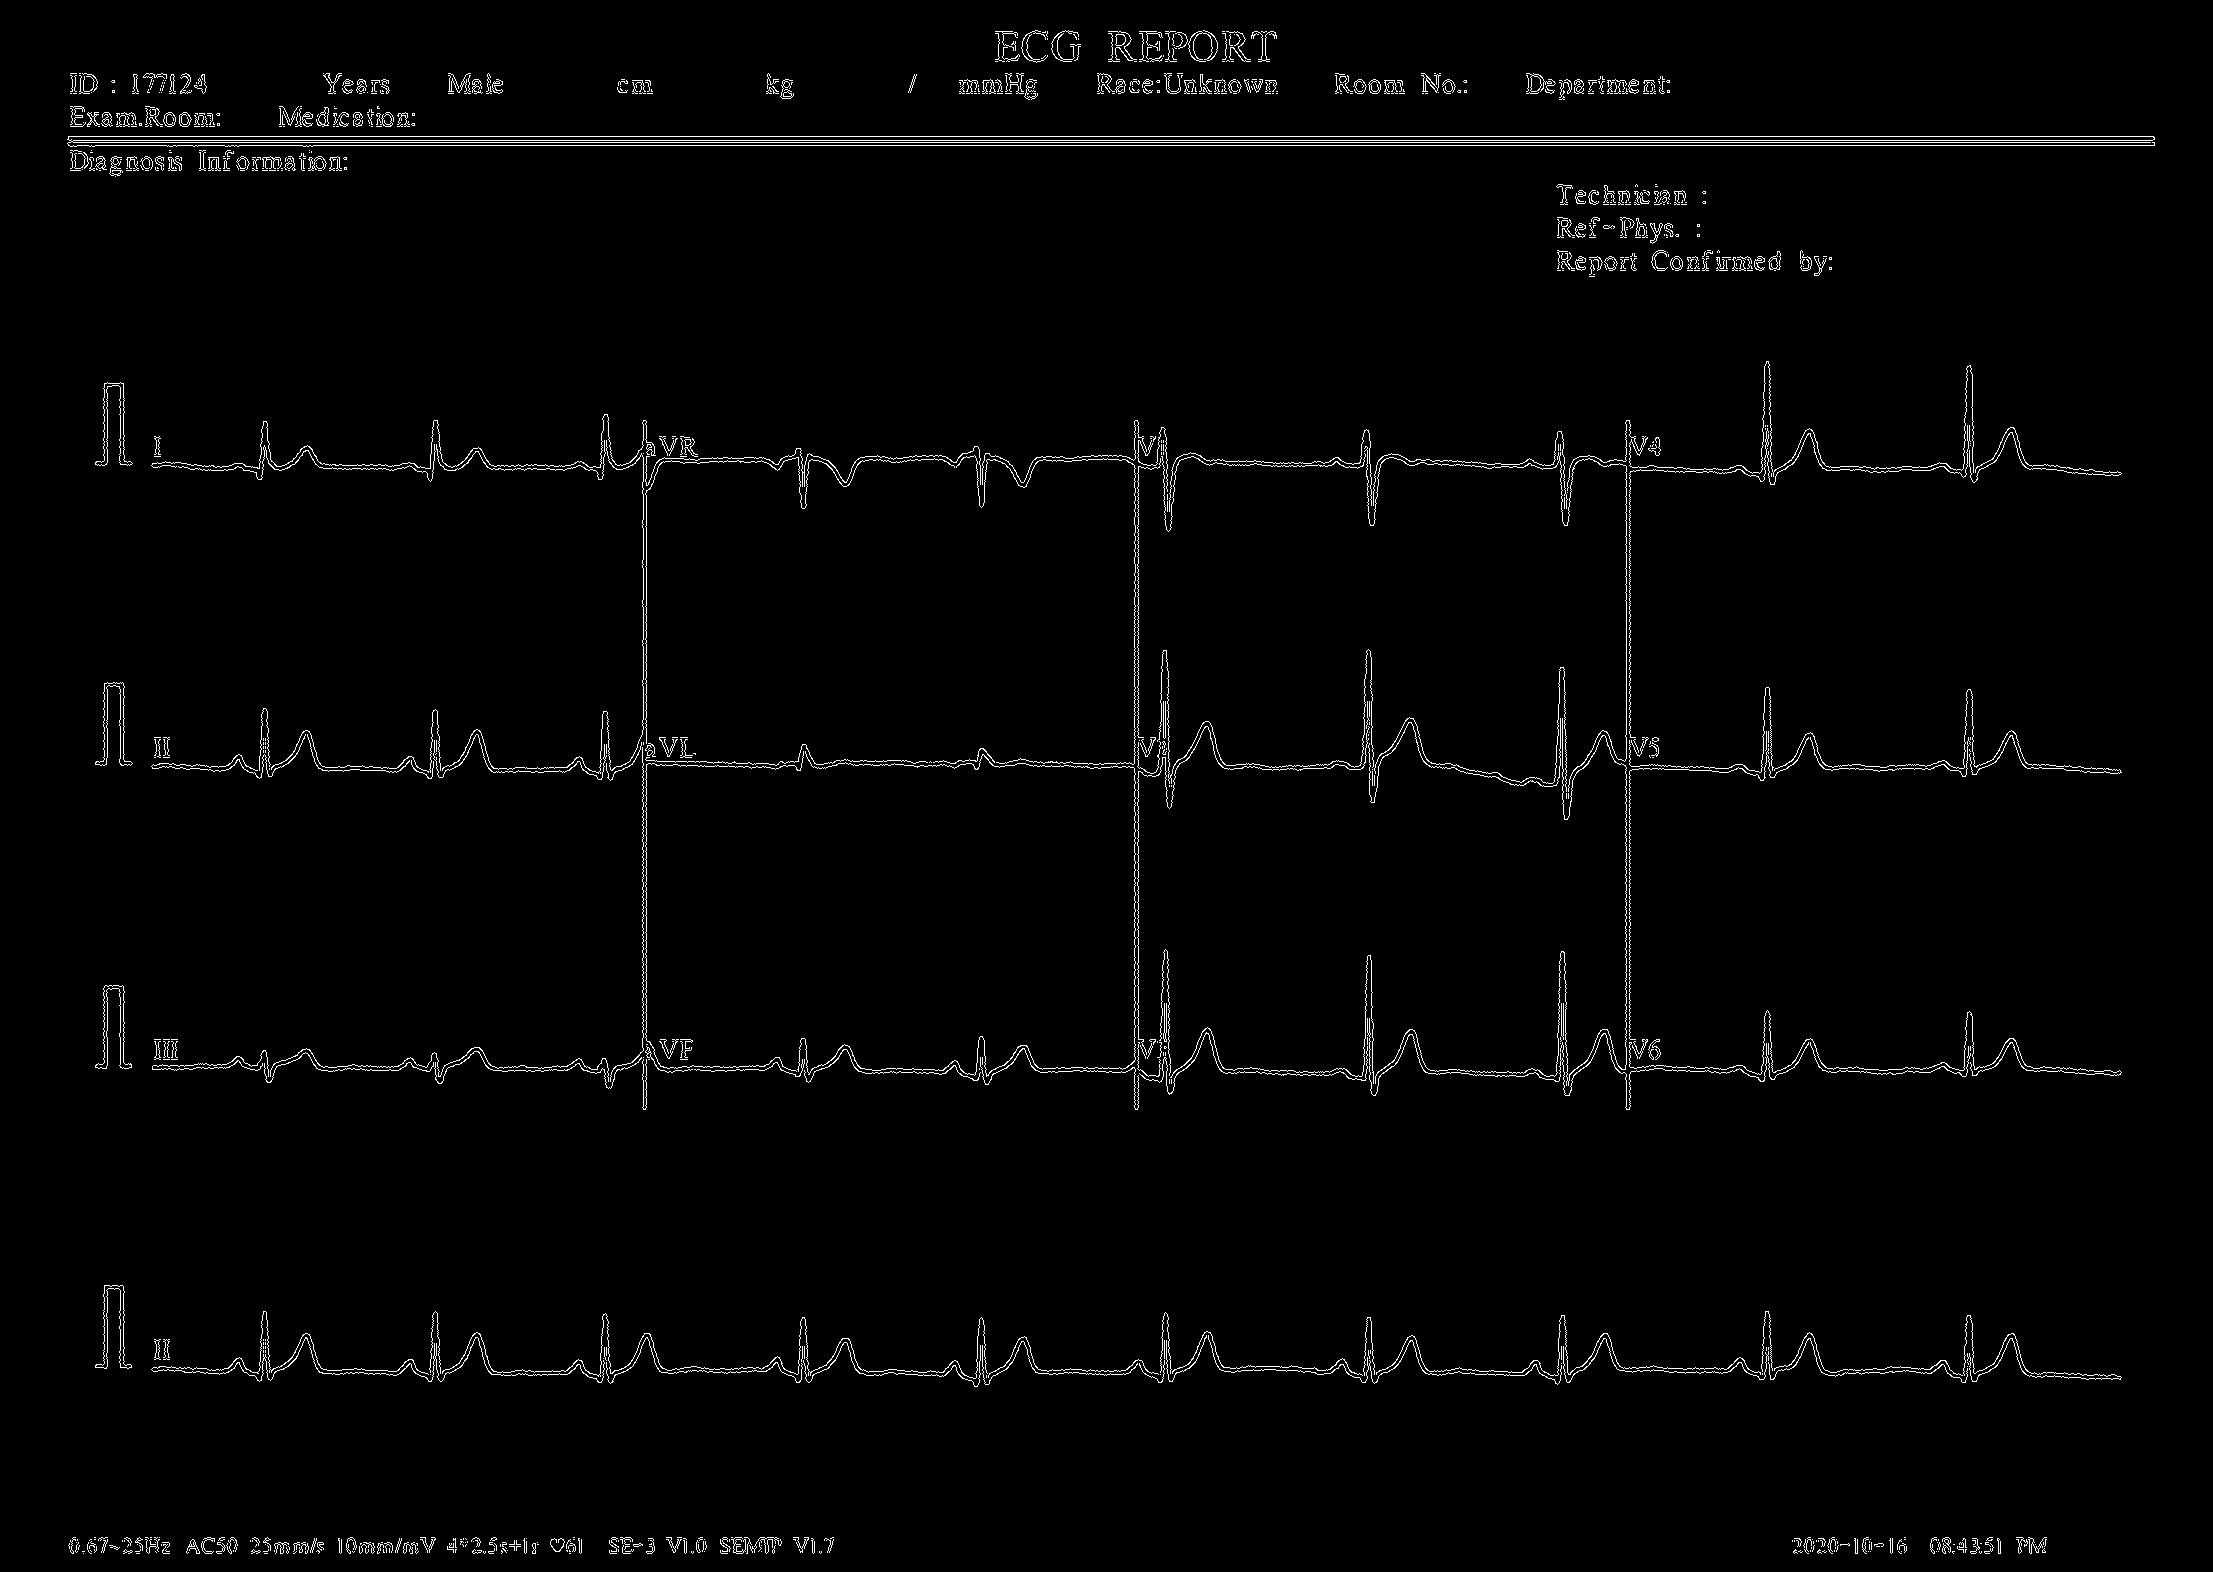 ECG REPORT
ID : 177124 Years Male cm kg / mmHg Race:Unknown Room No.: Department:
Exam.Room: Medication:
Diagnosis Information:
Technician :
Ref-Phys. :
Report Confirmed by:
I aVR V1 V4
II aVL V2 V5
III aVF V3 V6
II
0.67~25Hz AC50 25mm/s 10mm/mV 4*2.5s+1r ♡61 SE-3 V1.0 SEMIP V1.7 2020-10-16 08:43:51 PM